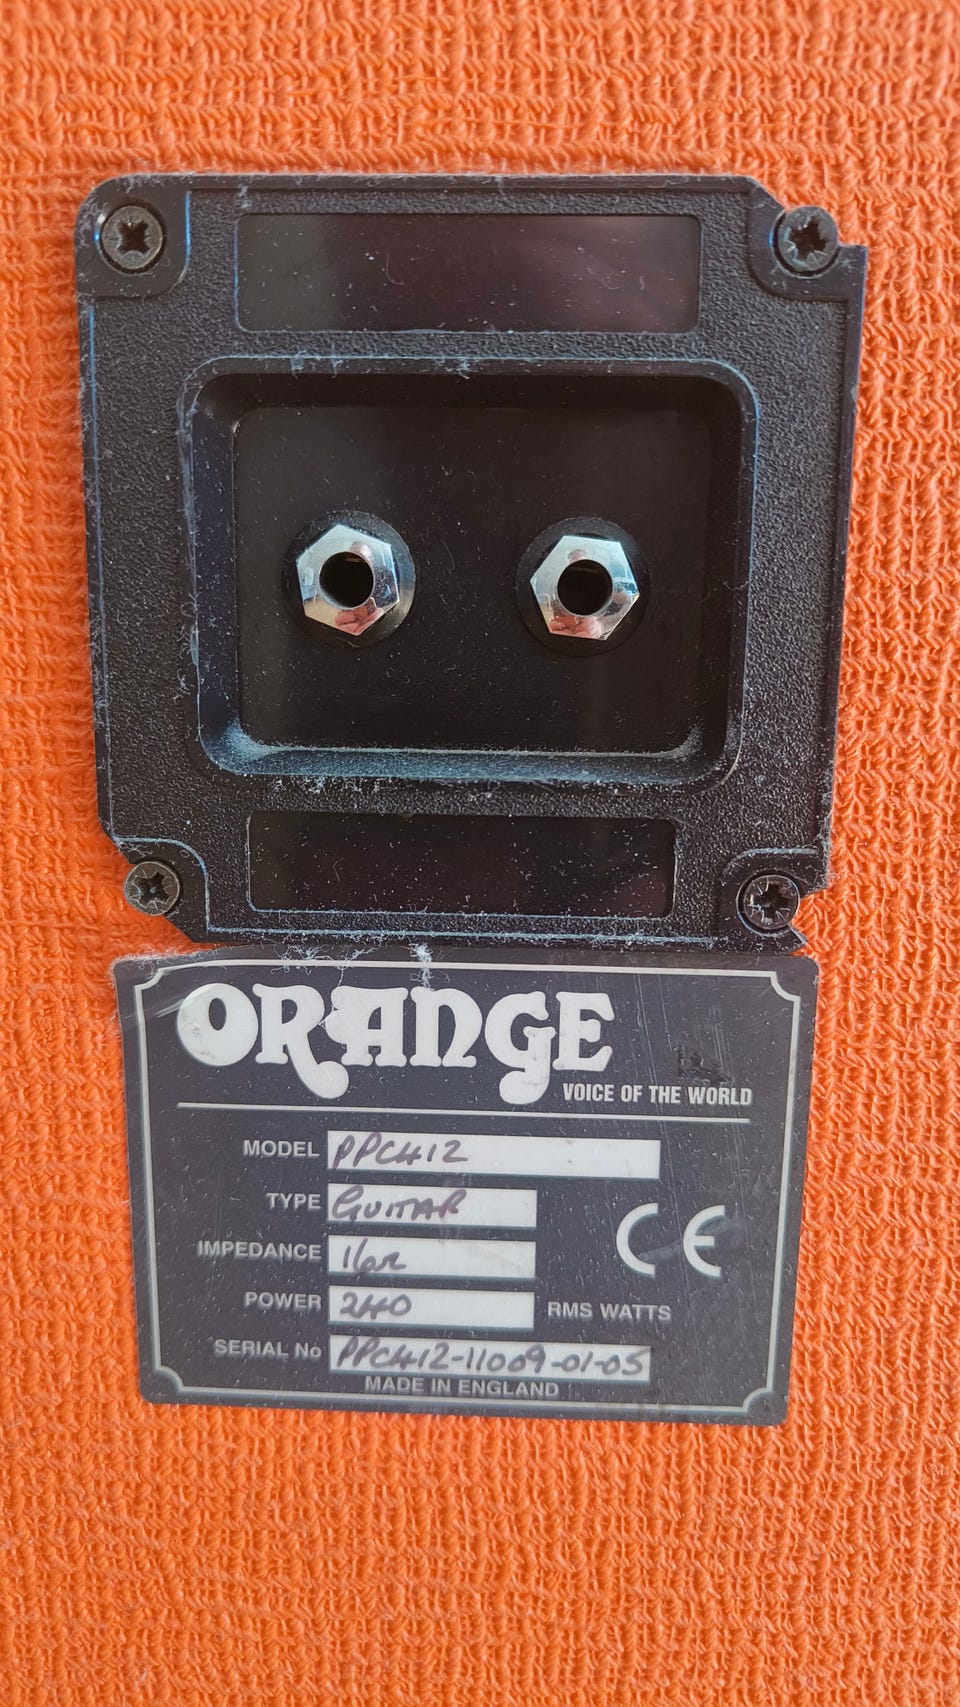 ORANGE
VOICE OF THE WORLD
MODEL PPC412
TYPE GUITAR
IMPEDANCE 16Ω
POWER 240 RMS WATTS
CE
SERIAL No PPC412-11009-01-05
MADE IN ENGLAND